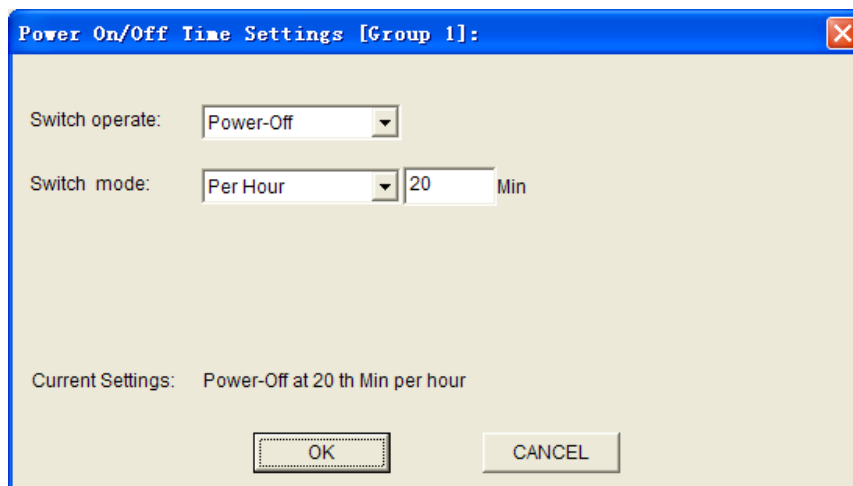 Power On/Off Time Settings [Group 1]:
Switch operate: Power-Off
Switch mode: Per Hour 20 Min
Current Settings: Power-Off at 20 th Min per hour
OK CANCEL